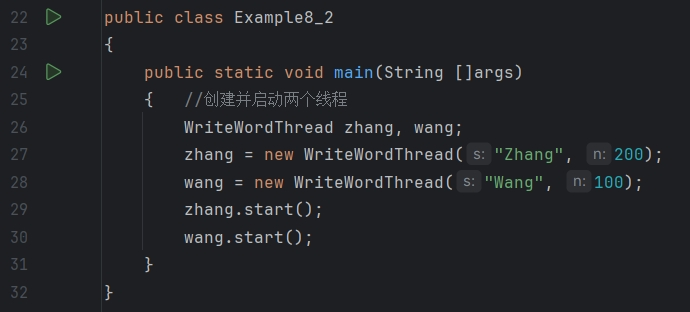 22 public class Example8_2
23 {
24 public static void main(String []args)
25 { //创建并启动两个线程
26 WriteWordThread zhang, wang;
27 zhang = new WriteWordThread( s: "Zhang", n: 200);
28 wang = new WriteWordThread( s: "Wang", n: 100);
29 zhang.start();
30 wang.start();
31 }
32 }